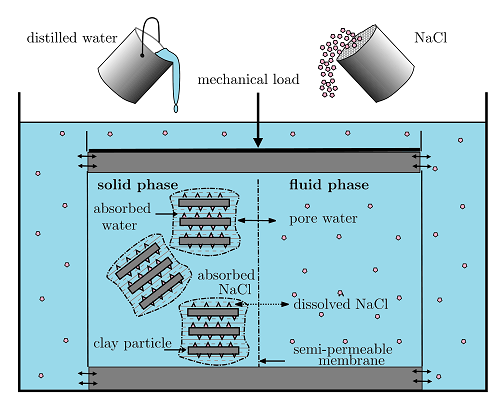 distilled water
NaCl
mechanical load
solid phase
fluid phase
absorbed
water
pore water
absorbed
NaCl
dissolved NaCl
clay particle
semi-permeable
membrane